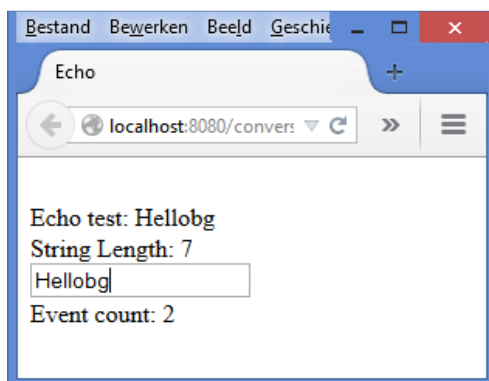 Bestand Bewerken Beeld Geschie
Echo
localhost:8080/convers
Echo test: Hellobg
String Length: 7
Hellobg
Event count: 2